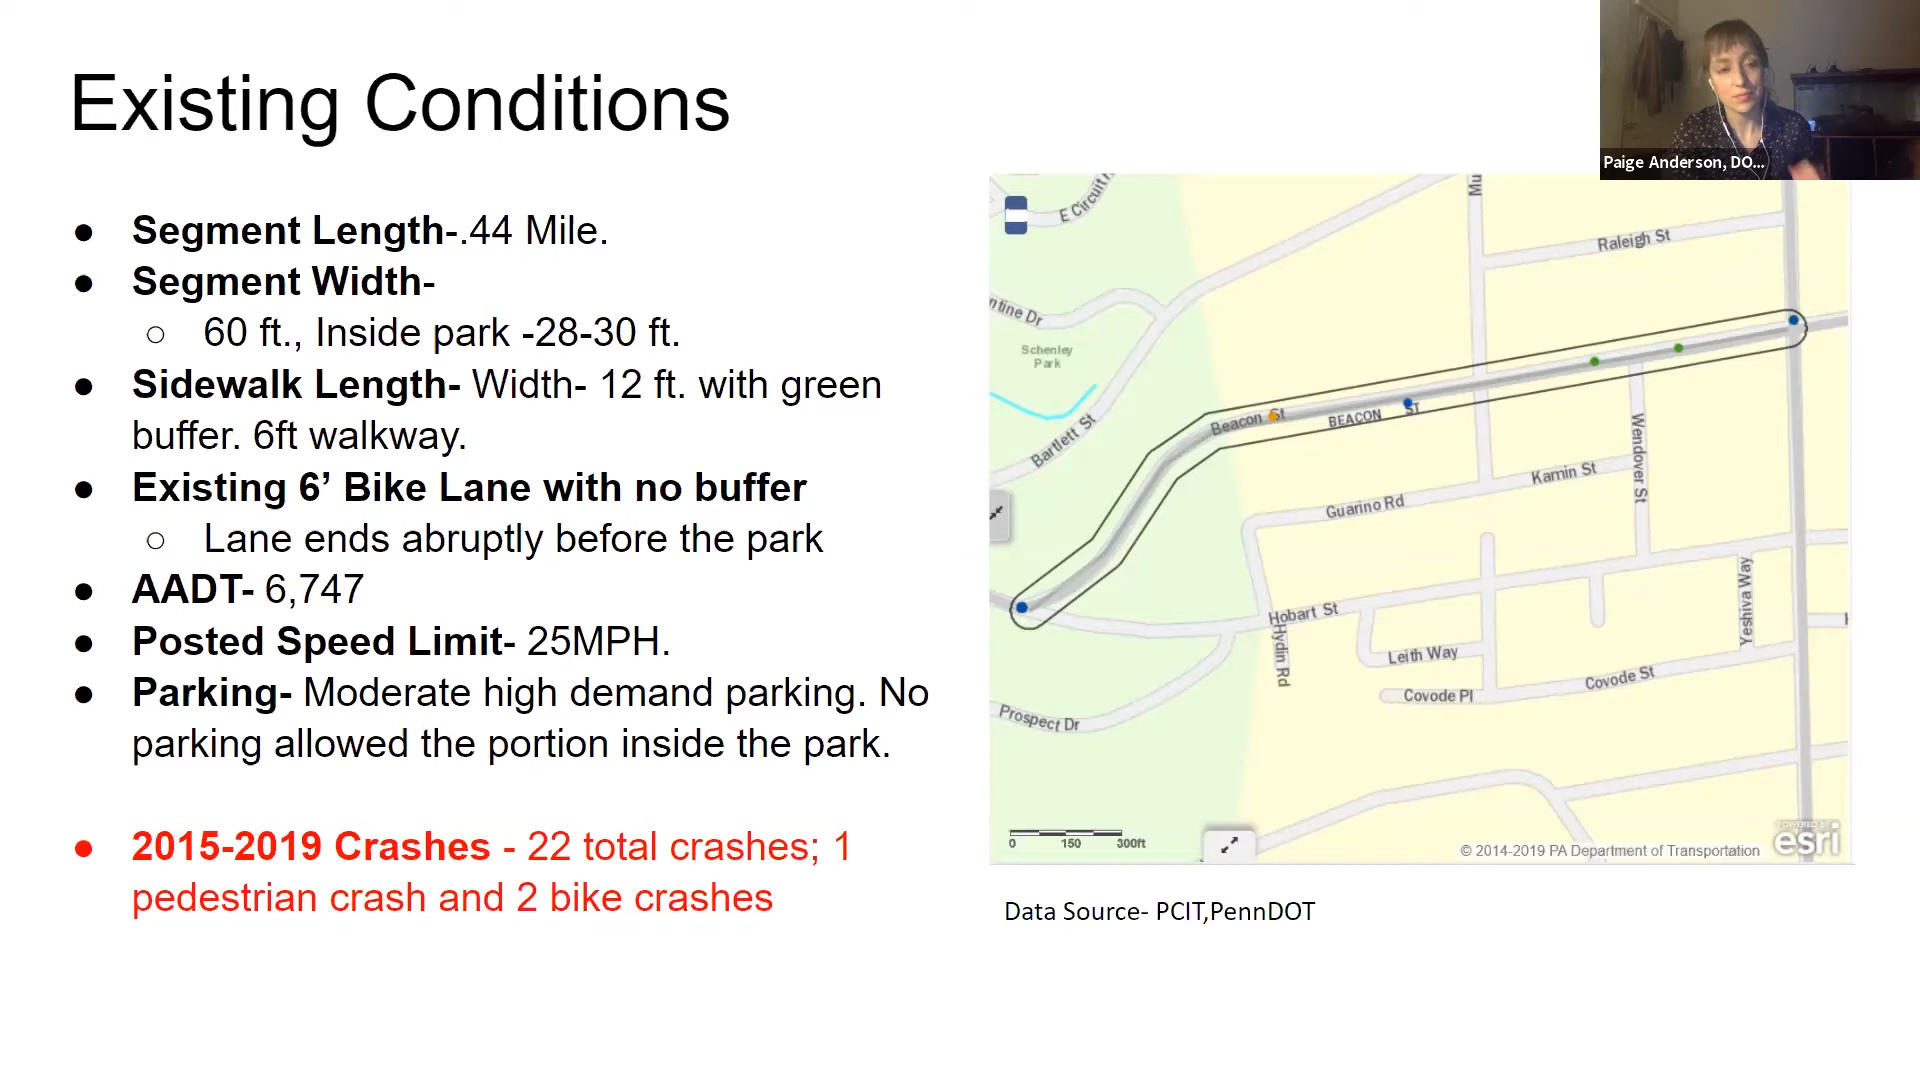 Existing Conditions
● Segment Length-.44 Mile.
● Segment Width-
○ 60 ft., Inside park -28-30 ft.
● Sidewalk Length- Width- 12 ft. with green
buffer. 6ft walkway.
● Existing 6’ Bike Lane with no buffer
○ Lane ends abruptly before the park
● AADT- 6,747
● Posted Speed Limit- 25MPH.
● Parking- Moderate high demand parking. No
parking allowed the portion inside the park.
● 2015-2019 Crashes - 22 total crashes; 1
pedestrian crash and 2 bike crashes
Paige Anderson, DO...
E Circuit
Mu
Raleigh St
ntine Dr
Schenley
Park
Bartlett St
Beacon St
BEACON ST
Wendover St
Kamin St
Guarino Rd
Hobart St
Hydin Rd
Yeshiva Way
Leith Way
Covode St
Covode Pl
Prospect Dr
0 150 300ft
© 2014-2019 PA Department of Transportation
POWERED BY
esri
Data Source- PCIT,PennDOT